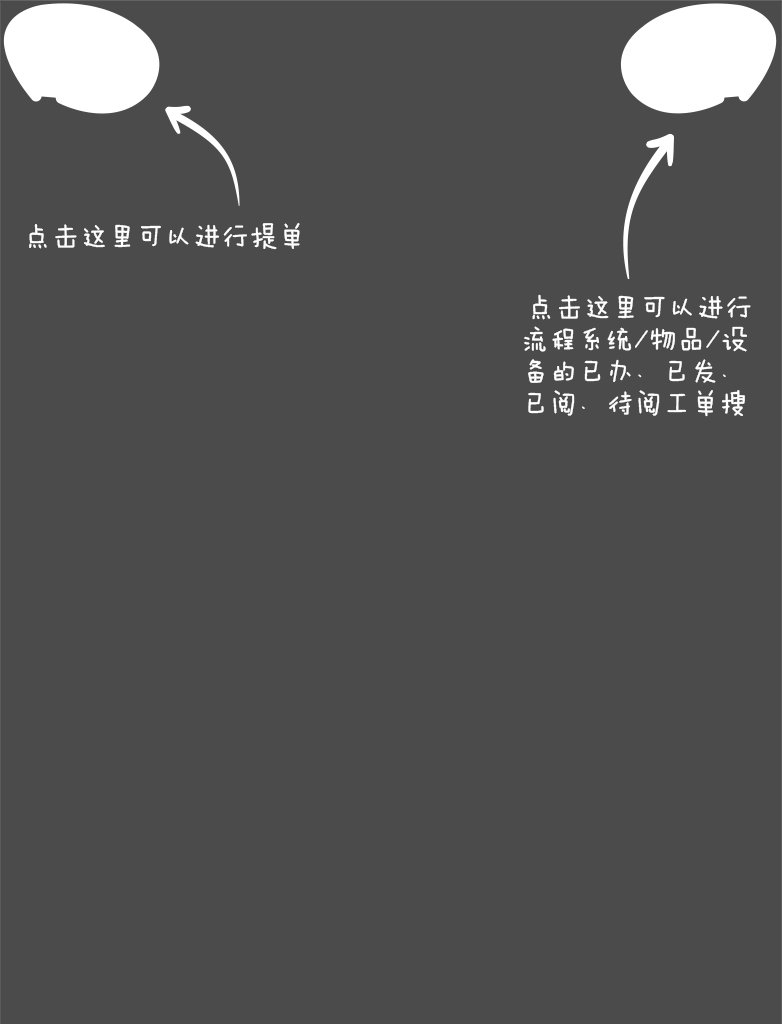 点击这里可以进行提单
点击这里可以进行
流程系统/物品/设
备的已办、已发、
已阅、待阅工单搜